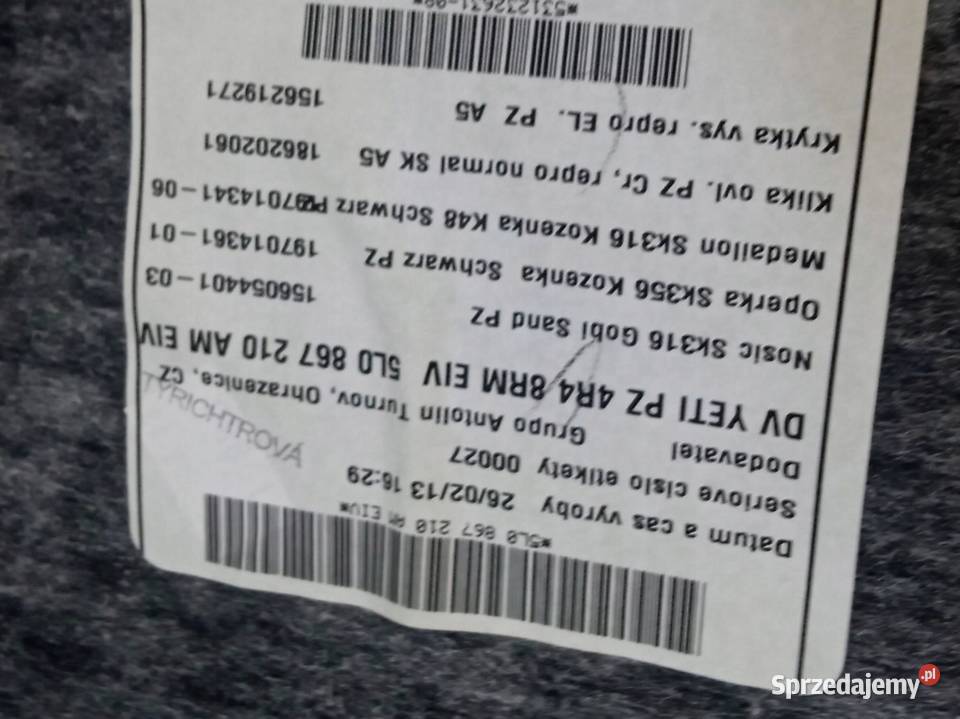 *5L0 867 210 AM EIV*
Datum a cas vyroby 26/02/13 16:29
Seriove cislo etikety 00027
Dodavatel Grupo Antolin Turnov, Ohrazenice, CZ
TYRICHTROVÁ
DV YETI PZ 4R4 8RM EIV 5L0 867 210 AM EIV
Nosic Sk316 Gobi Sand PZ 156054401-03
Operka Sk356 Kozenka Schwarz PZ 197014361-01
Medailon Sk316 Kozenka K48 Schwarz PZ 197014341-06
Klika ovl. PZ Cr, repro normal SK A5 186202061
Krytka vys. repro EL. PZ A5 156219271
Sprzedajemy.pl